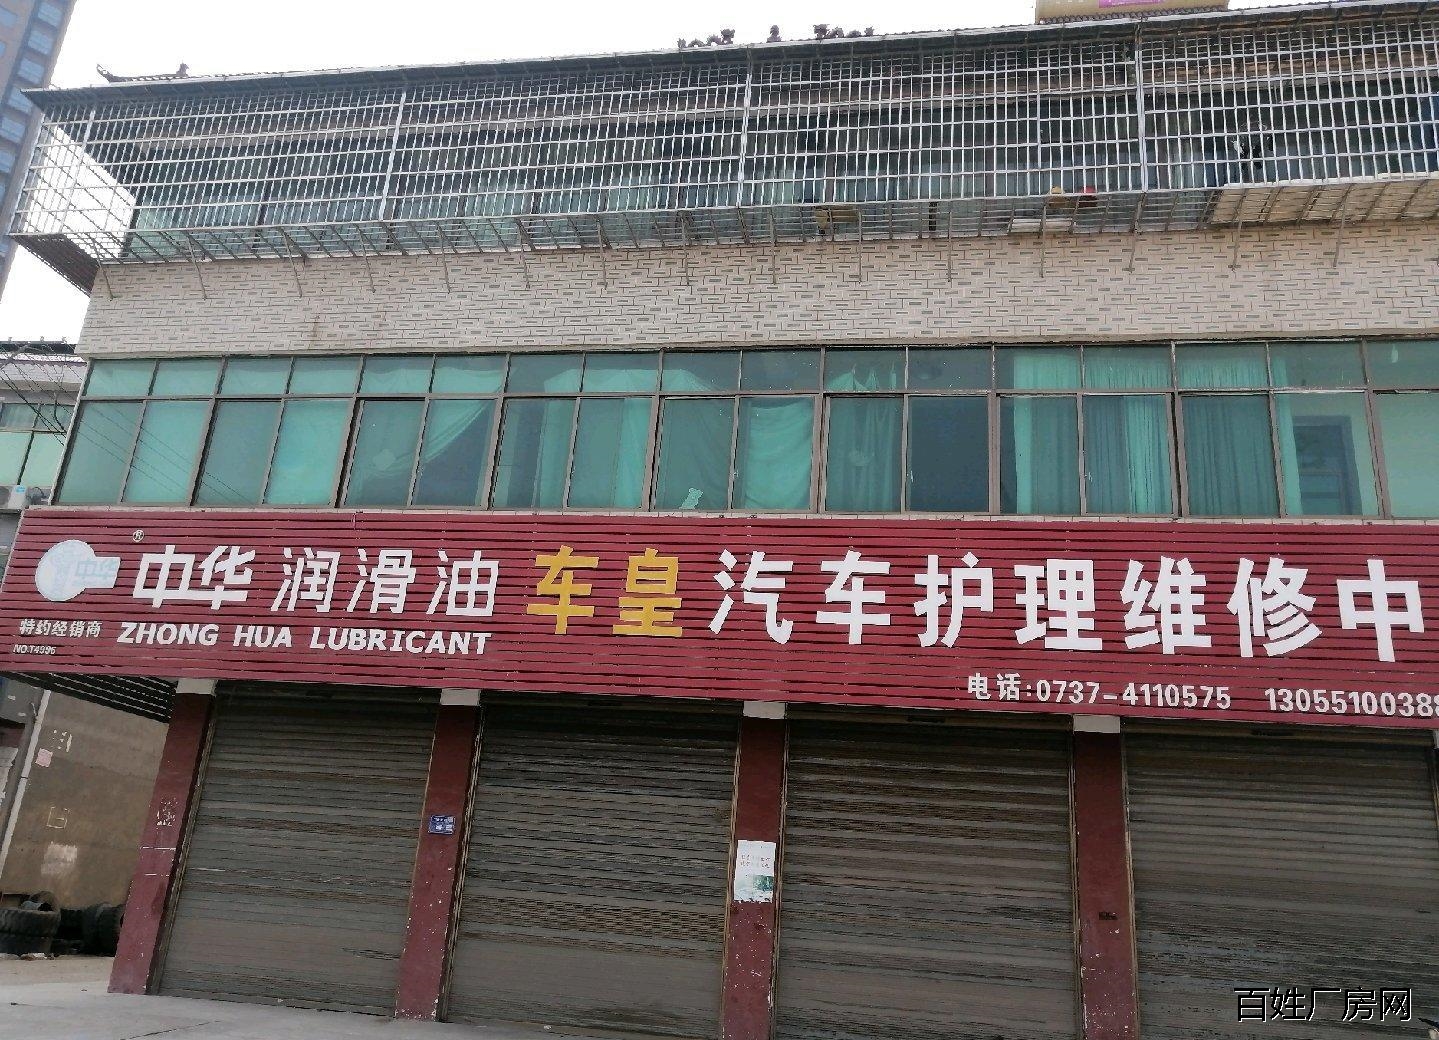 ®
中华
中华 润滑油 车皇 汽车护理维修中
特约经销商 ZHONG HUA LUBRICANT
NO:T4996
电话:0737-4110575 1305510038
百姓厂房网